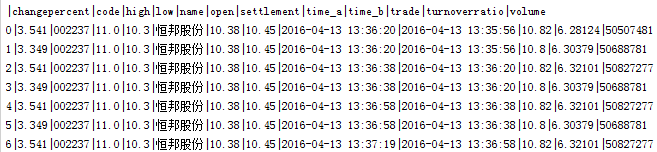 |changepercent|code|high|low|name|open|settlement|time_a|time_b|trade|turnoverratio|volume
0|3.541|002237|11.0|10.3|恒邦股份|10.38|10.45|2016-04-13 13:36:20|2016-04-13 13:35:56|10.82|6.28124|50507481
1|3.349|002237|11.0|10.3|恒邦股份|10.38|10.45|2016-04-13 13:36:20|2016-04-13 13:35:56|10.8|6.30379|50688781
2|3.541|002237|11.0|10.3|恒邦股份|10.38|10.45|2016-04-13 13:36:38|2016-04-13 13:36:20|10.82|6.32101|50827277
3|3.349|002237|11.0|10.3|恒邦股份|10.38|10.45|2016-04-13 13:36:38|2016-04-13 13:36:20|10.8|6.30379|50688781
4|3.541|002237|11.0|10.3|恒邦股份|10.38|10.45|2016-04-13 13:36:58|2016-04-13 13:36:38|10.82|6.32101|50827277
5|3.349|002237|11.0|10.3|恒邦股份|10.38|10.45|2016-04-13 13:36:58|2016-04-13 13:36:38|10.8|6.30379|50688781
6|3.541|002237|11.0|10.3|恒邦股份|10.38|10.45|2016-04-13 13:37:19|2016-04-13 13:36:58|10.82|6.32101|50827277